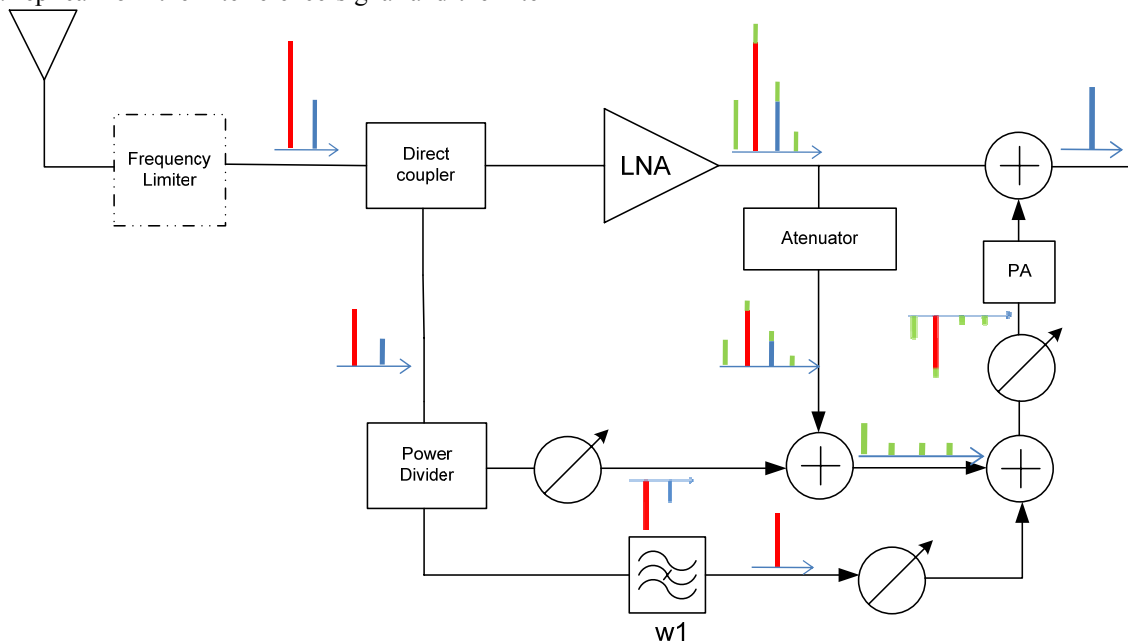 Frequency
Limiter
Direct
coupler
LNA
Atenuator
PA
Power
Divider
w1